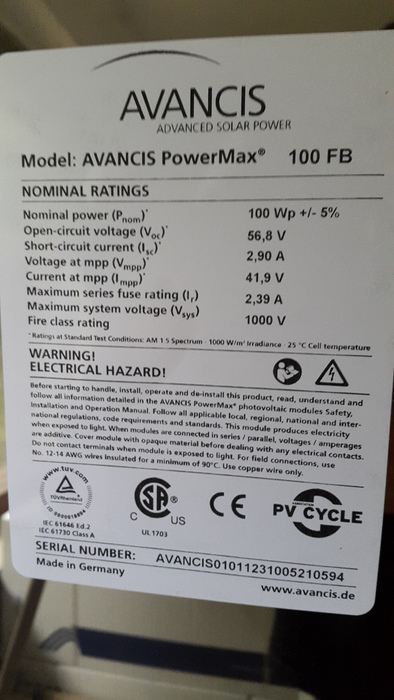 AVANCIS
ADVANCED SOLAR POWER
Model: AVANCIS PowerMax® 100 FB
NOMINAL RATINGS
Nominal power (Pnom)*
Open-circuit voltage (Voc)*
Short-circuit current (Isc)*
Voltage at mpp (Vmpp)*
Current at mpp (Impp)*
Maximum series fuse rating (Ir)
Maximum system voltage (Vsys)
Fire class rating
100 Wp +/- 5%
56,8 V
2,90 A
41,9 V
2,39 A
1000 V
*Ratings at Standard Test Conditions: AM 1 5 Spectrum · 1000 W/m² Irradiance · 25 °C Cell temperature
WARNING!
ELECTRICAL HAZARD!
Before starting to handle, install, operate and de-install this product, read, understand and
follow all information detailed in the AVANCIS PowerMax® photovoltaic modules Safety,
Installation and Operation Manual. Follow all applicable local, regional, national and inter-
national regulations, code requirements and standards. This module produces electricity
when exposed to light. When modules are connected in series / parallel, voltages / amperages
are additive. Cover module with opaque material before dealing with any electrical contacts.
Do not contact terminals when module is exposed to light. For field connections, use
No. 12-14 AWG wires insulated for a minimum of 90°C. Use copper wire only.
www.tuv.com
TÜVRheinland
IEC 61646 Ed.2
IEC 61730 Class A
SA ®
C US
UL 1703
CE
PV CYCLE
SERIAL NUMBER: AVANCIS01011231005210594
Made in Germany
www.avancis.de